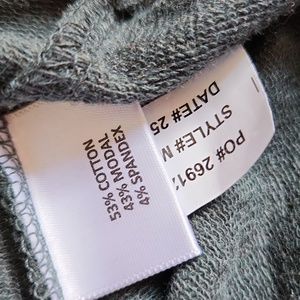 53% COTTON
43% MODAL
4% SPANDEX
PO# 2691
STYLE# M
DATE# 25